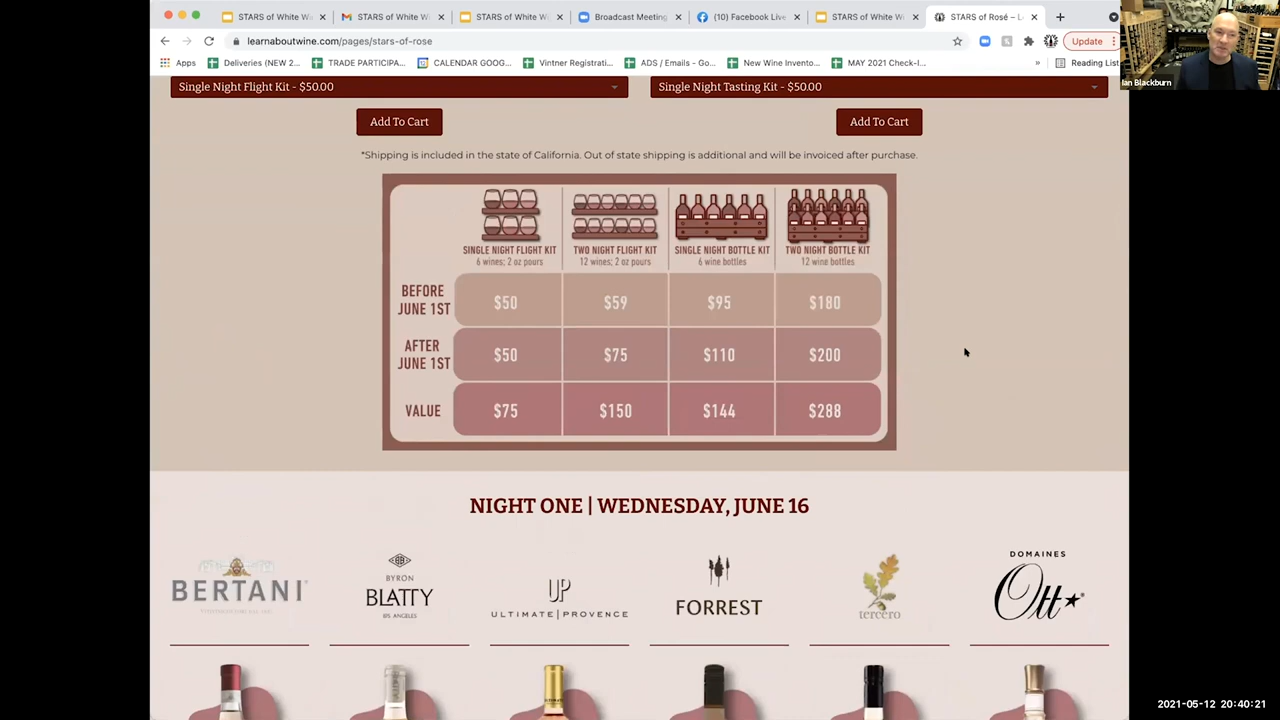 STARS of White Wi
STARS of White Wi
STARS of White Wi
Broadcast Meeting
(10) Facebook Live
STARS of White Wi
STARS of Rosé – Le
learnaboutwine.com/pages/stars-of-rose
Update
Apps
Deliveries (NEW 2...
TRADE PARTICIPA...
CALENDAR GOOG...
Vintner Registrati...
ADS / Emails - Go...
New Wine Invento...
MAY 2021 Check-I...
»
Reading List
Ian Blackburn
Single Night Flight Kit - $50.00
Single Night Tasting Kit - $50.00
Add To Cart
Add To Cart
*Shipping is included in the state of California. Out of state shipping is additional and will be invoiced after purchase.
SINGLE NIGHT FLIGHT KIT
6 wines; 2 oz pours
TWO NIGHT FLIGHT KIT
12 wines; 2 oz pours
SINGLE NIGHT BOTTLE KIT
6 wine bottles
TWO NIGHT BOTTLE KIT
12 wine bottles
BEFORE
JUNE 1ST
$50
$59
$95
$180
AFTER
JUNE 1ST
$50
$75
$110
$200
VALUE
$75
$150
$144
$288
NIGHT ONE | WEDNESDAY, JUNE 16
BERTANI
BYRON
BLATTY
LOS ANGELES
UP
ULTIMATE|PROVENCE
FORREST
tercero
DOMAINES
Ott
2021-05-12 20:40:21